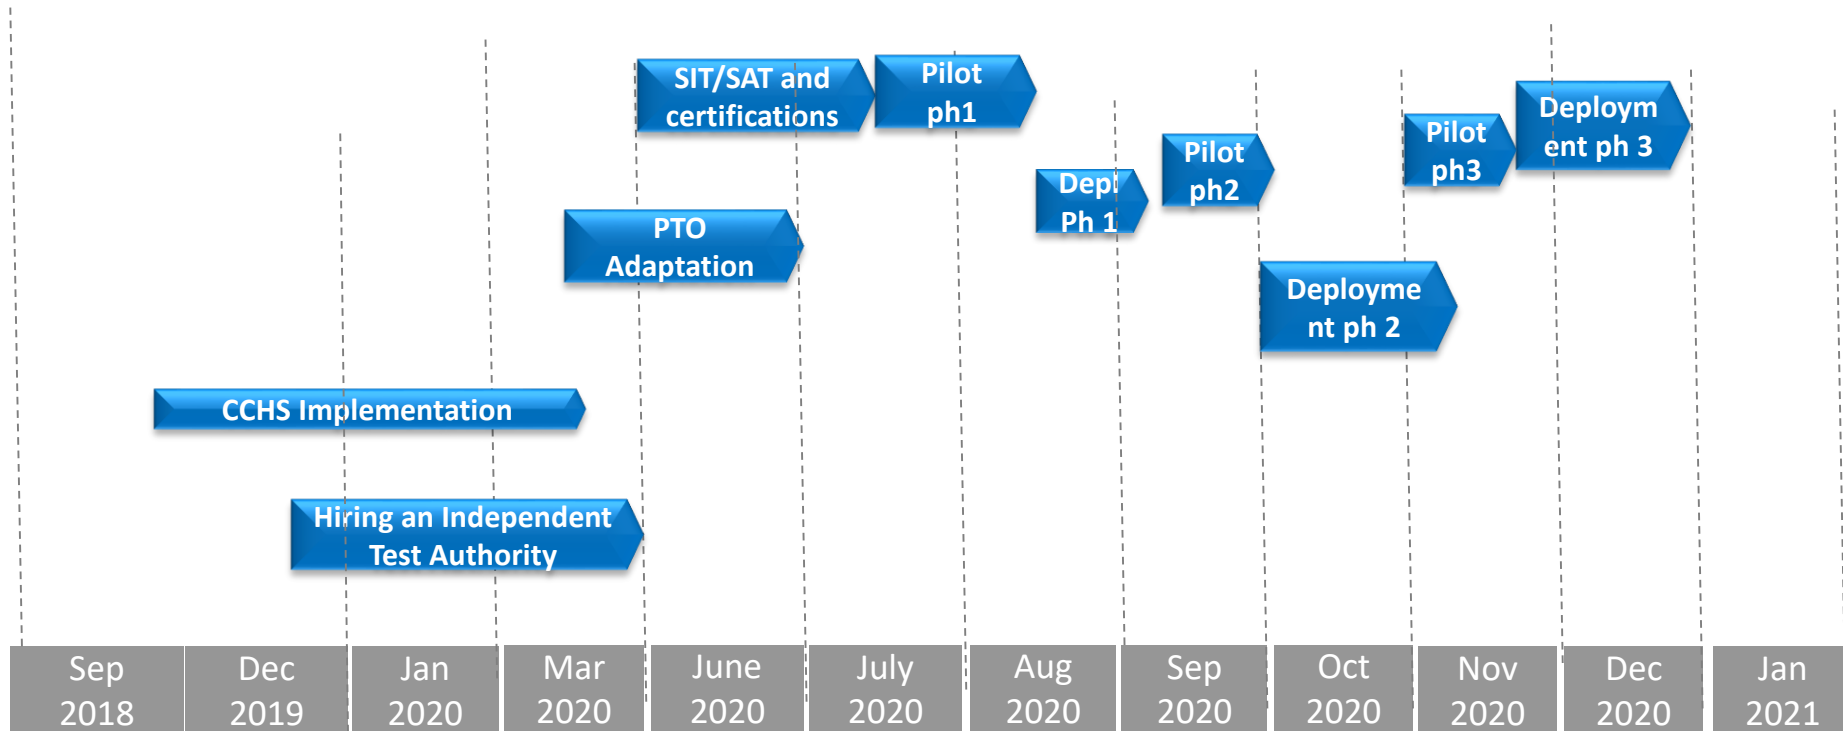 SIT/SAT and
certifications
Pilot
ph1
Deploym
ent ph 3
Pilot
ph3
Pilot
ph2
Depl
Ph 1
PTO
Adaptation
Deployme
nt ph 2
CCHS Implementation
Hiring an Independent
Test Authority
Sep
2018
Dec
2019
Jan
2020
Mar
2020
June
2020
July
2020
Aug
2020
Sep
2020
Oct
2020
Nov
2020
Dec
2020
Jan
2021